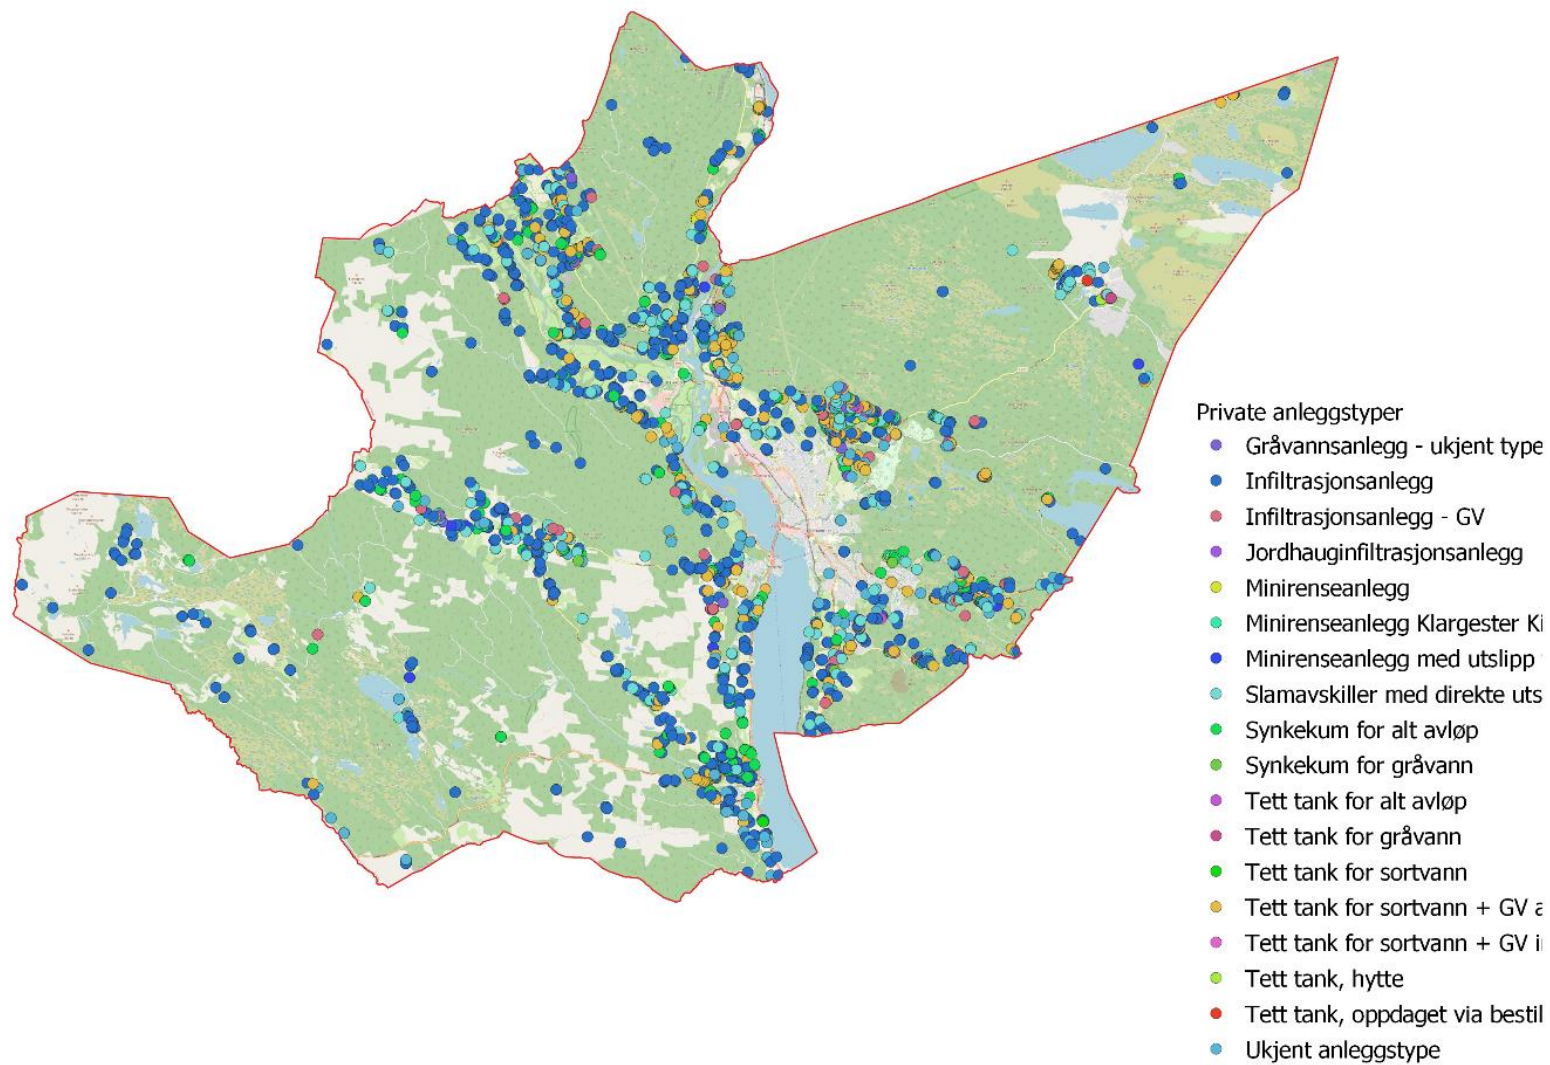 Private anleggstyper
Gråvannsanlegg - ukjent type
Infiltrasjonsanlegg
Infiltrasjonsanlegg - GV
Jordhauginfiltrasjonsanlegg
Minirenseanlegg
Minirenseanlegg Klargester Ki
Minirenseanlegg med utslipp
Slamavskiller med direkte uts
Synkekum for alt avløp
Synkekum for gråvann
Tett tank for alt avløp
Tett tank for gråvann
Tett tank for sortvann
Tett tank for sortvann + GV a
Tett tank for sortvann + GV i
Tett tank, hytte
Tett tank, oppdaget via bestil
Ukjent anleggstype